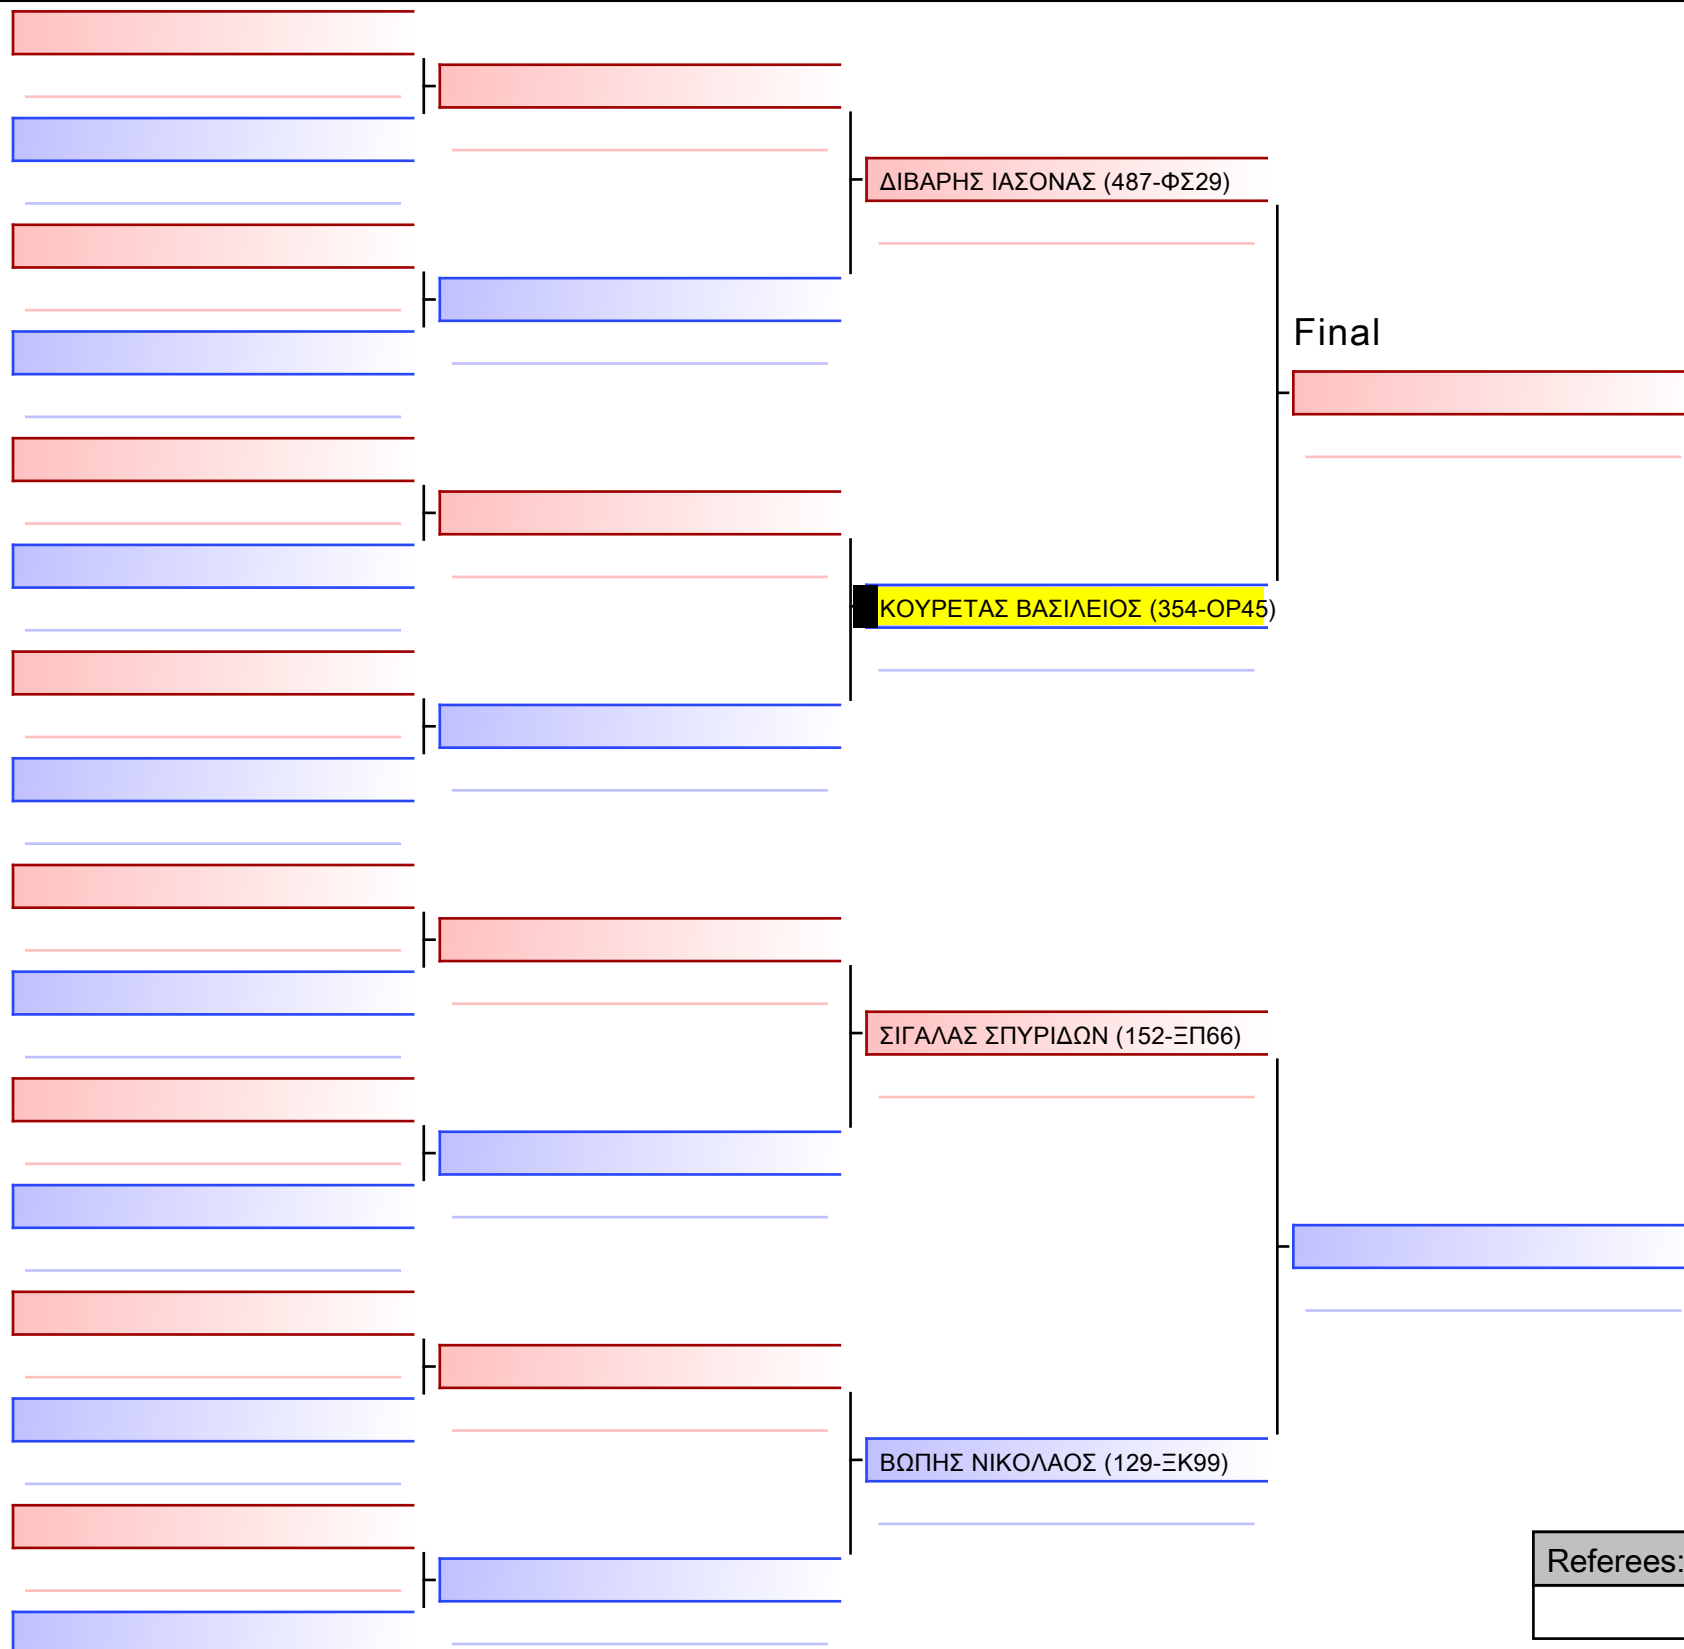 ΔΙΒΑΡΗΣ ΙΑΣΟΝΑΣ (487-ΦΣ29)
Final
ΚΟΥΡΕΤΑΣ ΒΑΣΙΛΕΙΟΣ (354-ΟΡ45)
ΣΙΓΑΛΑΣ ΣΠΥΡΙΔΩΝ (152-ΞΠ66)
ΒΩΠΗΣ ΝΙΚΟΛΑΟΣ (129-ΞΚ99)
Referees: